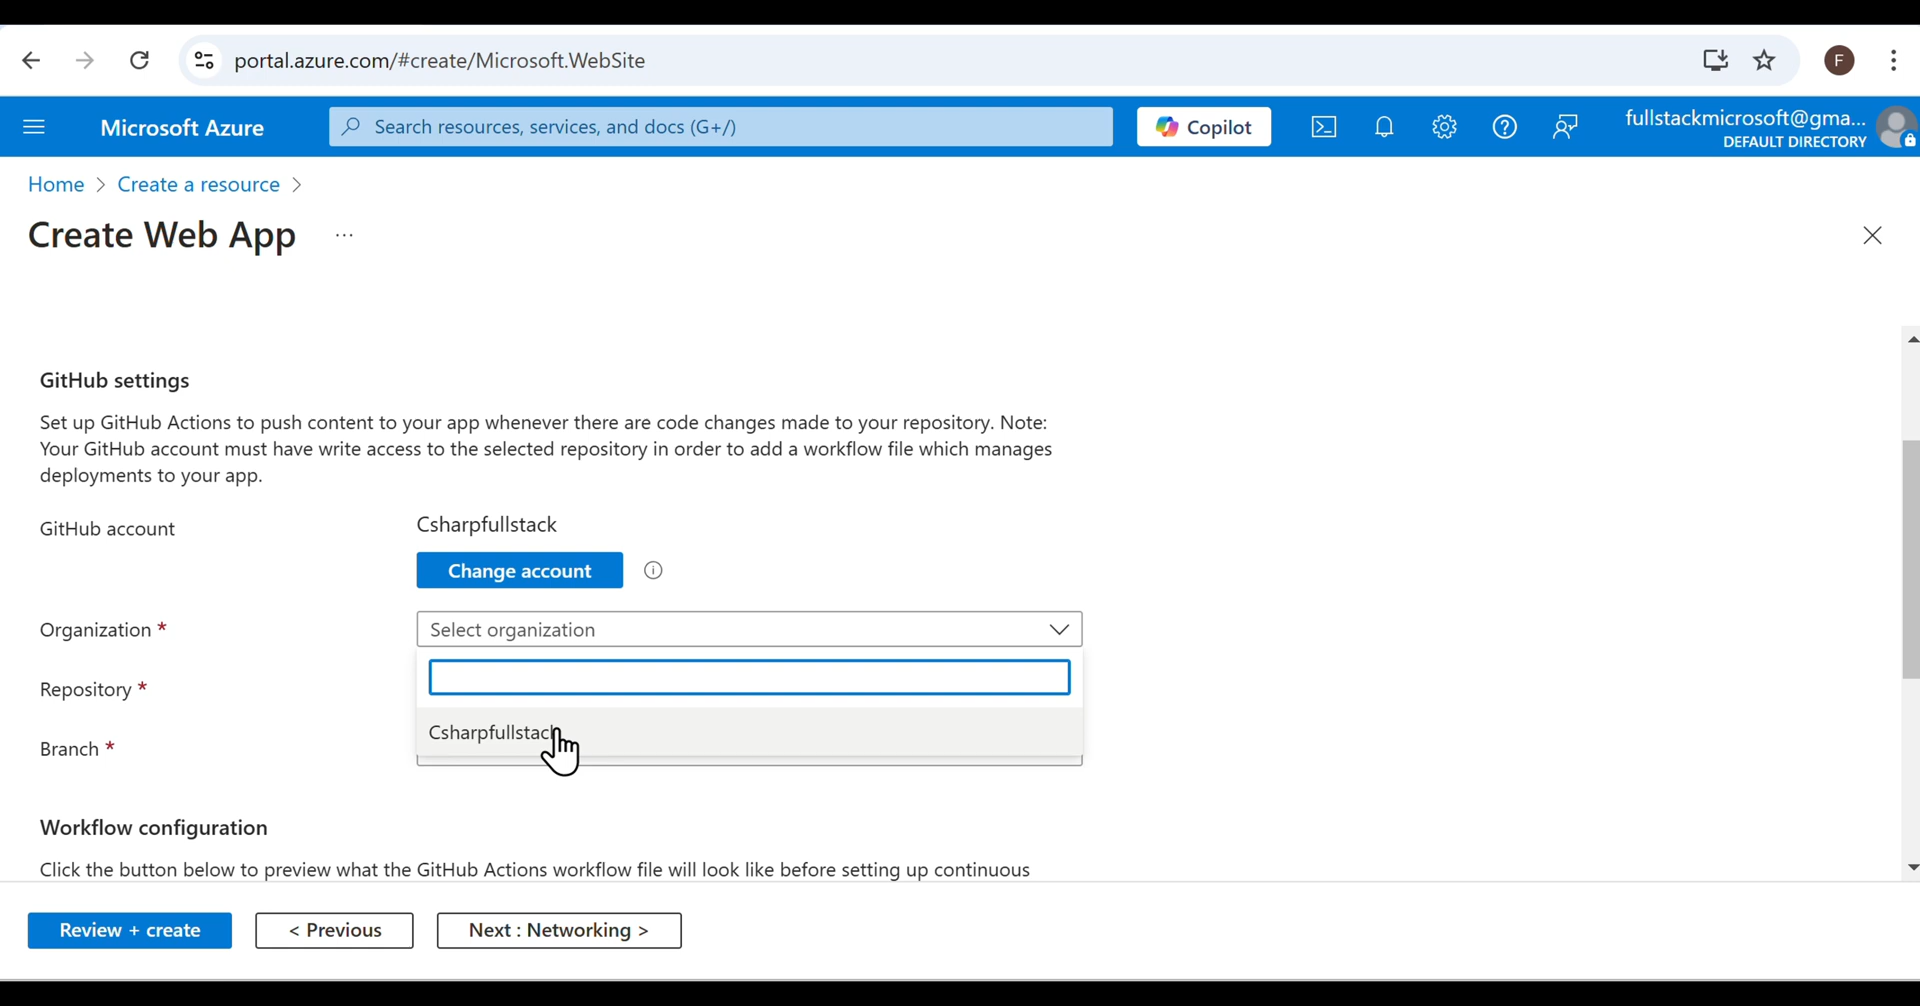 portal.azure.com/#create/Microsoft.WebSite
F
Microsoft Azure
Search resources, services, and docs (G+/)
Copilot
fullstackmicrosoft@gma...
DEFAULT DIRECTORY
Home > Create a resource >
Create Web App ...
GitHub settings
Set up GitHub Actions to push content to your app whenever there are code changes made to your repository. Note:
Your GitHub account must have write access to the selected repository in order to add a workflow file which manages
deployments to your app.
GitHub account
Csharpfullstack
Change account
Organization *
Select organization
Repository *
Csharpfullstack
Branch *
Workflow configuration
Click the button below to preview what the GitHub Actions workflow file will look like before setting up continuous
Review + create
< Previous
Next : Networking >